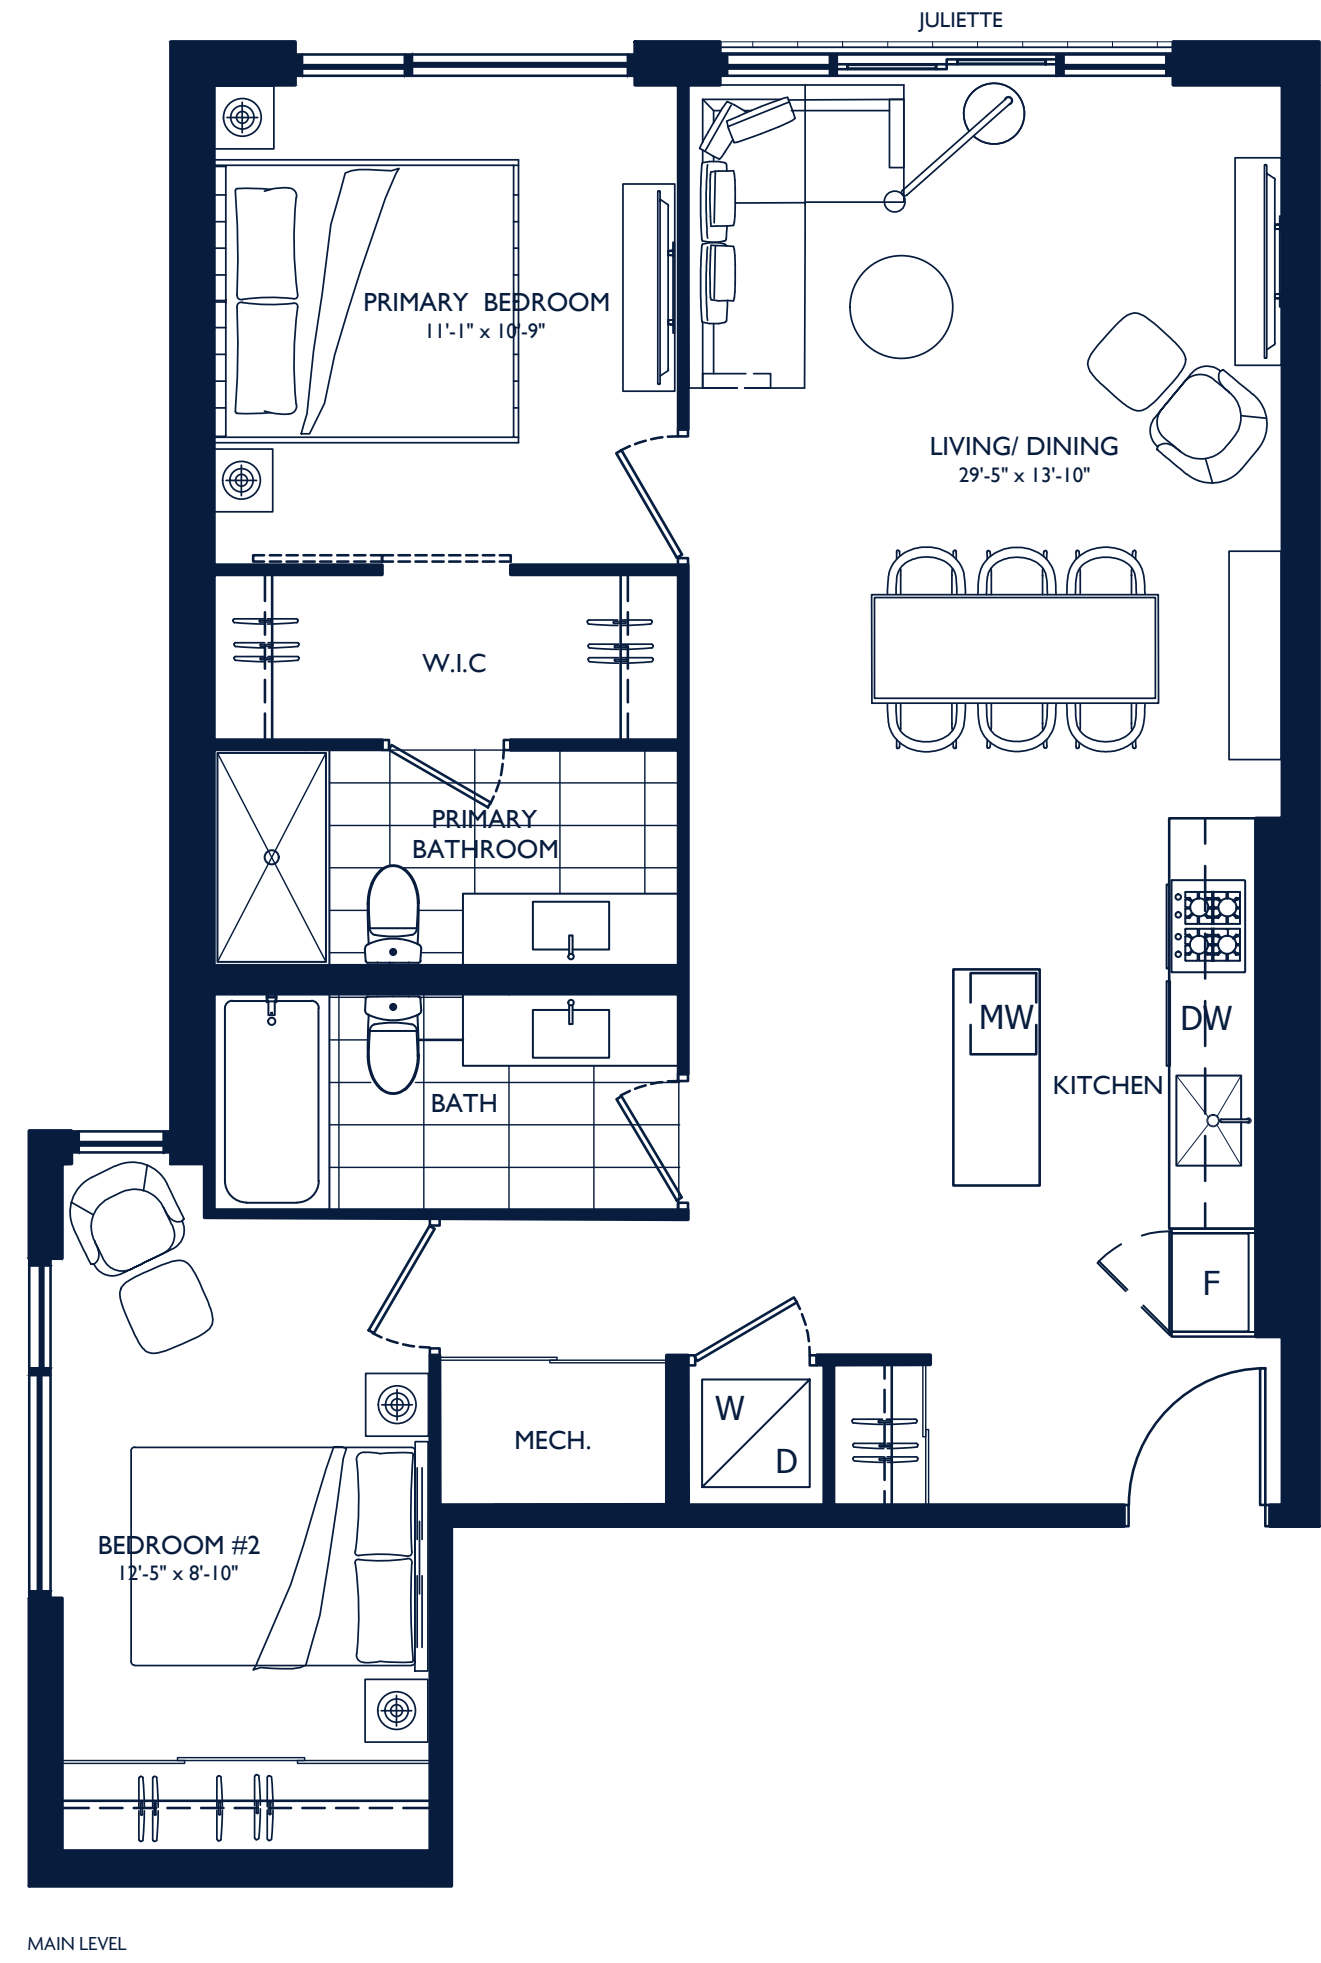 JULIETTE
PRIMARY BEDROOM
11'-1" x 10'-9"
LIVING/ DINING
29'-5" x 13'-10"
W.I.C
PRIMARY
BATHROOM
MW
DW
KITCHEN
BATH
F
W
D
MECH.
BEDROOM #2
12'-5" x 8'-10"
MAIN LEVEL